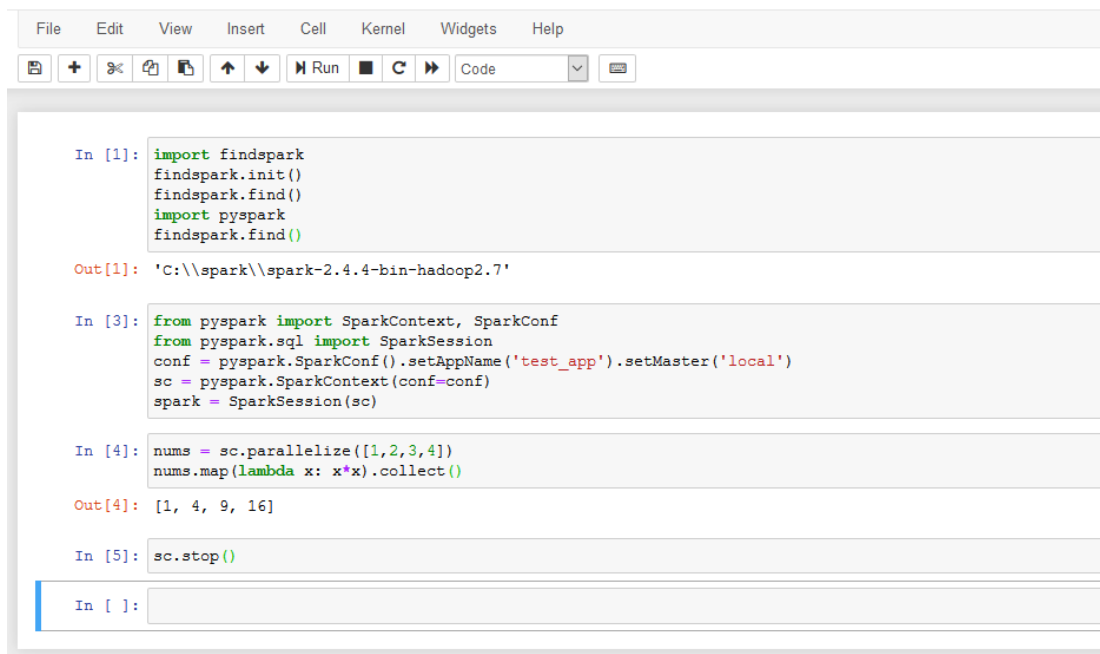 File Edit View Insert Cell Kernel Widgets Help
Run Code
In [1]: import findspark
findspark.init()
findspark.find()
import pyspark
findspark.find()
Out[1]: 'C:\\spark\\spark-2.4.4-bin-hadoop2.7'
In [3]: from pyspark import SparkContext, SparkConf
from pyspark.sql import SparkSession
conf = pyspark.SparkConf().setAppName('test_app').setMaster('local')
sc = pyspark.SparkContext(conf=conf)
spark = SparkSession(sc)
In [4]: nums = sc.parallelize([1,2,3,4])
nums.map(lambda x: x*x).collect()
Out[4]: [1, 4, 9, 16]
In [5]: sc.stop()
In [ ]: